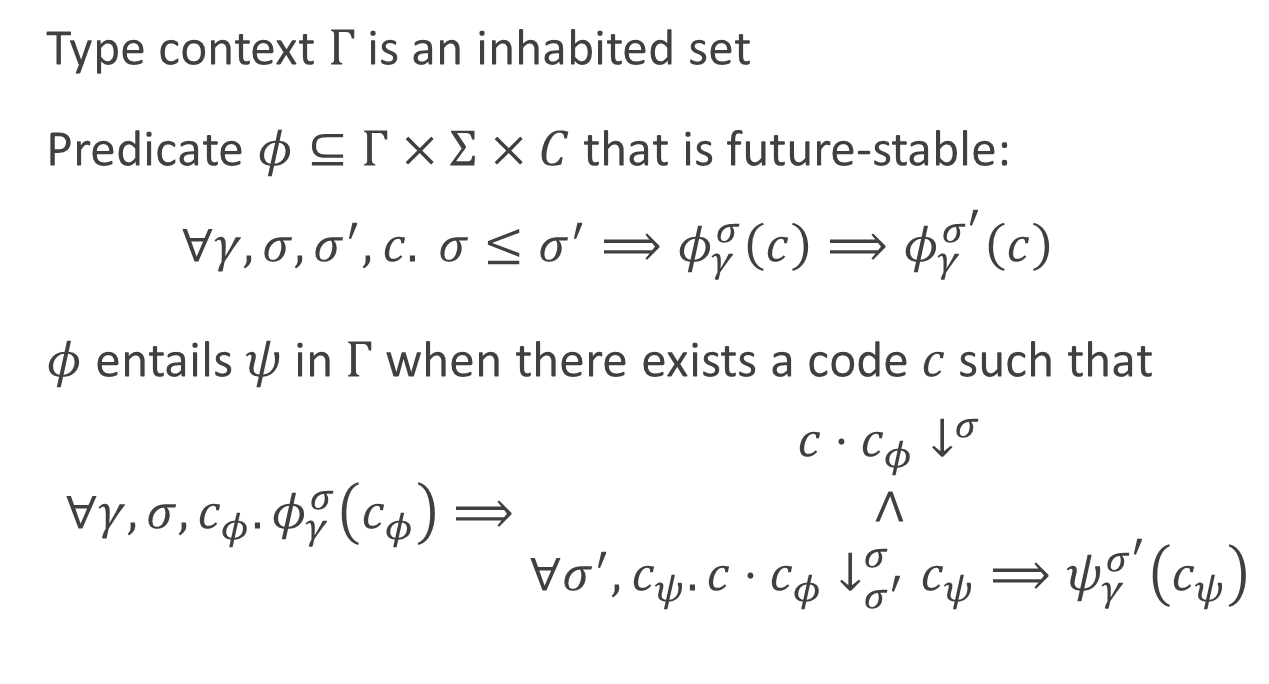 Type context Γ is an inhabited set
Predicate ϕ ⊆ Γ × Σ × C that is future-stable:
∀γ, σ, σ′, c. σ ≤ σ′ ⟹ ϕ_γ^σ(c) ⟹ ϕ_γ^σ′(c)
ϕ entails ψ in Γ when there exists a code c such that
c · c_ϕ ↓^σ
∀γ, σ, c_ϕ. ϕ_γ^σ(c_ϕ) ⟹ ∧
∀σ′, c_ψ. c · c_ϕ ↓_σ′^σ c_ψ ⟹ ψ_γ^σ′(c_ψ)